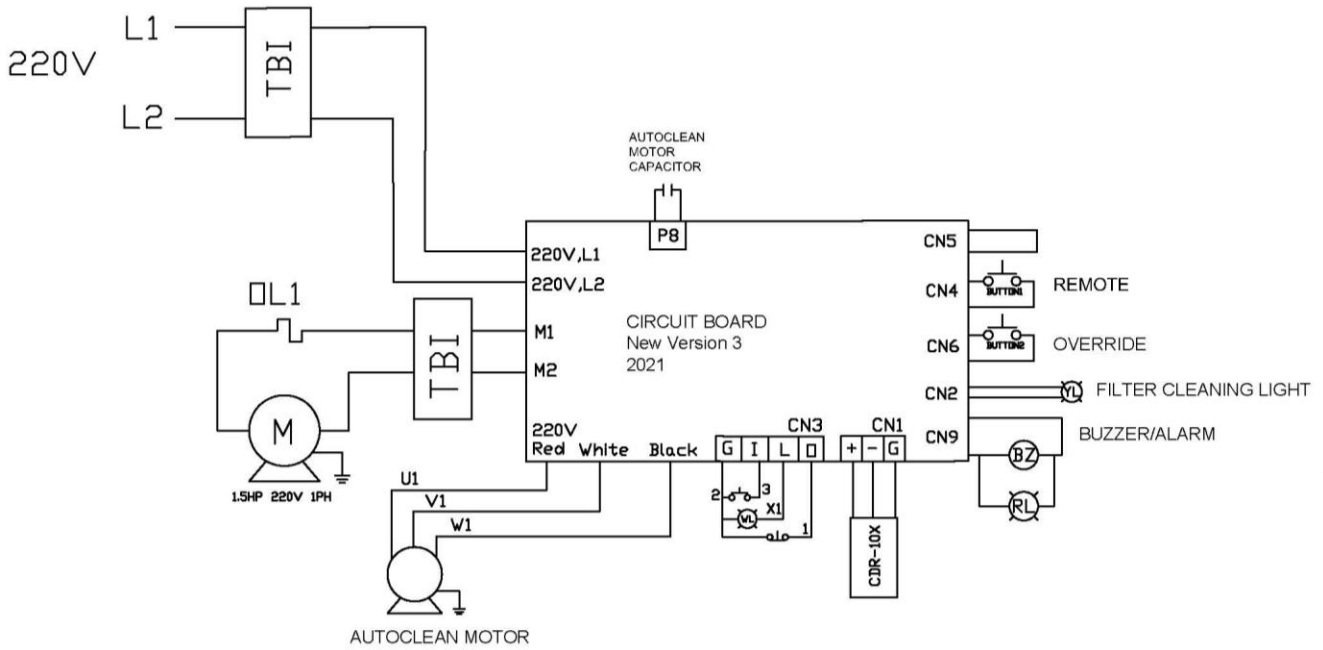 L1
220V
L2
TBI
AUTOCLEAN
MOTOR
CAPACITOR
P8
220V,L1
220V,L2
M1
M2
OL1
TBI
M
1.5HP 220V 1PH
CIRCUIT BOARD
New Version 3
2021
CN5
CN4
BUTTON1
REMOTE
CN6
BUTTON2
OVERRIDE
CN2
YL
FILTER CLEANING LIGHT
CN9
BUZZER/ALARM
BZ
RL
220V
Red White Black
CN3
G I L O
CN1
+ - G
2 3
WL
X1
1
CDR-10X
U1
V1
W1
AUTOCLEAN MOTOR